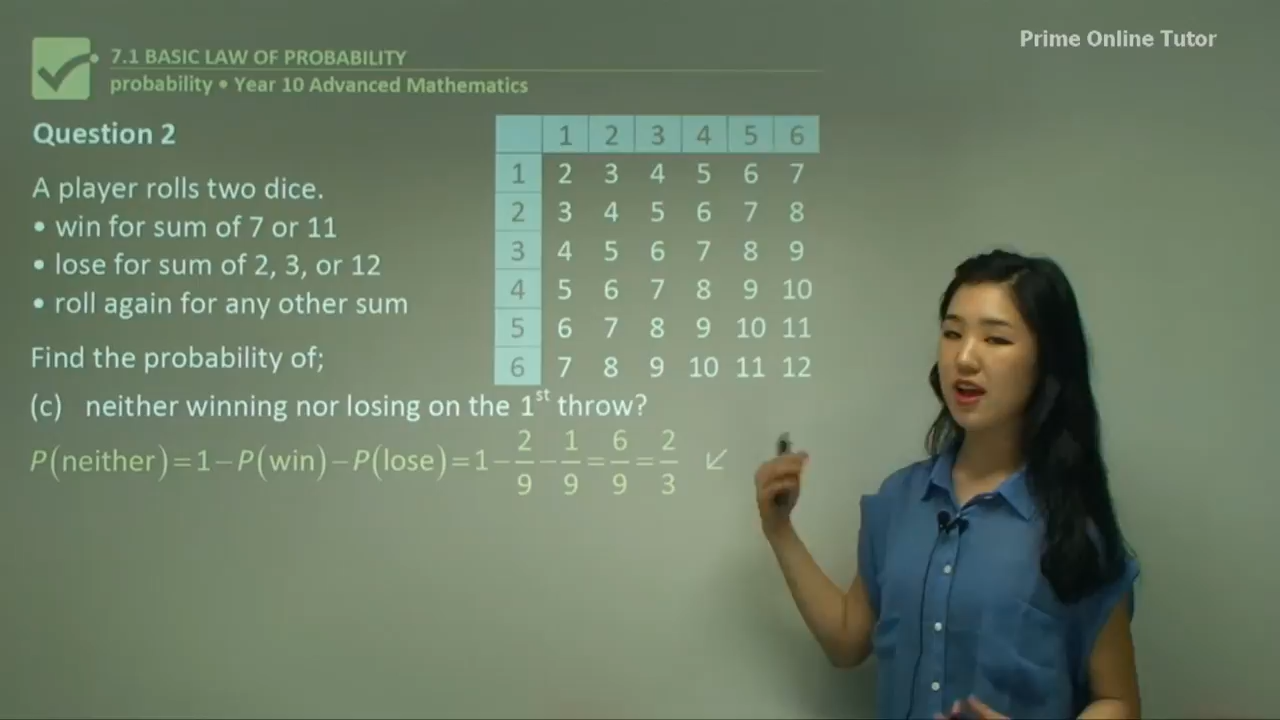 Prime Online Tutor
7.1 BASIC LAW OF PROBABILITY
probability • Year 10 Advanced Mathematics
Question 2
A player rolls two dice.
• win for sum of 7 or 11
• lose for sum of 2, 3, or 12
• roll again for any other sum
Find the probability of;
1 2 3 4 5 6
1 2 3 4 5 6 7
2 3 4 5 6 7 8
3 4 5 6 7 8 9
4 5 6 7 8 9 10
5 6 7 8 9 10 11
6 7 8 9 10 11 12
(c) neither winning nor losing on the 1st throw?
P(neither)=1−P(win)−P(lose)=1−2/9−1/9=6/9=2/3 ↙